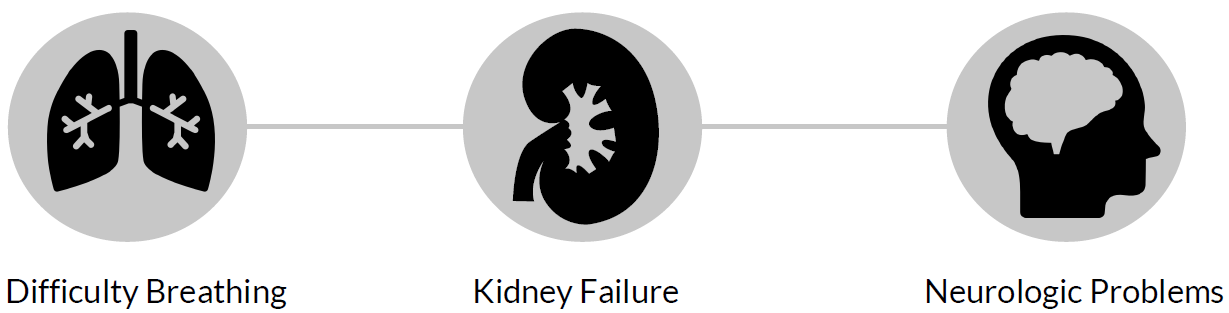 Difficulty Breathing
Kidney Failure
Neurologic Problems